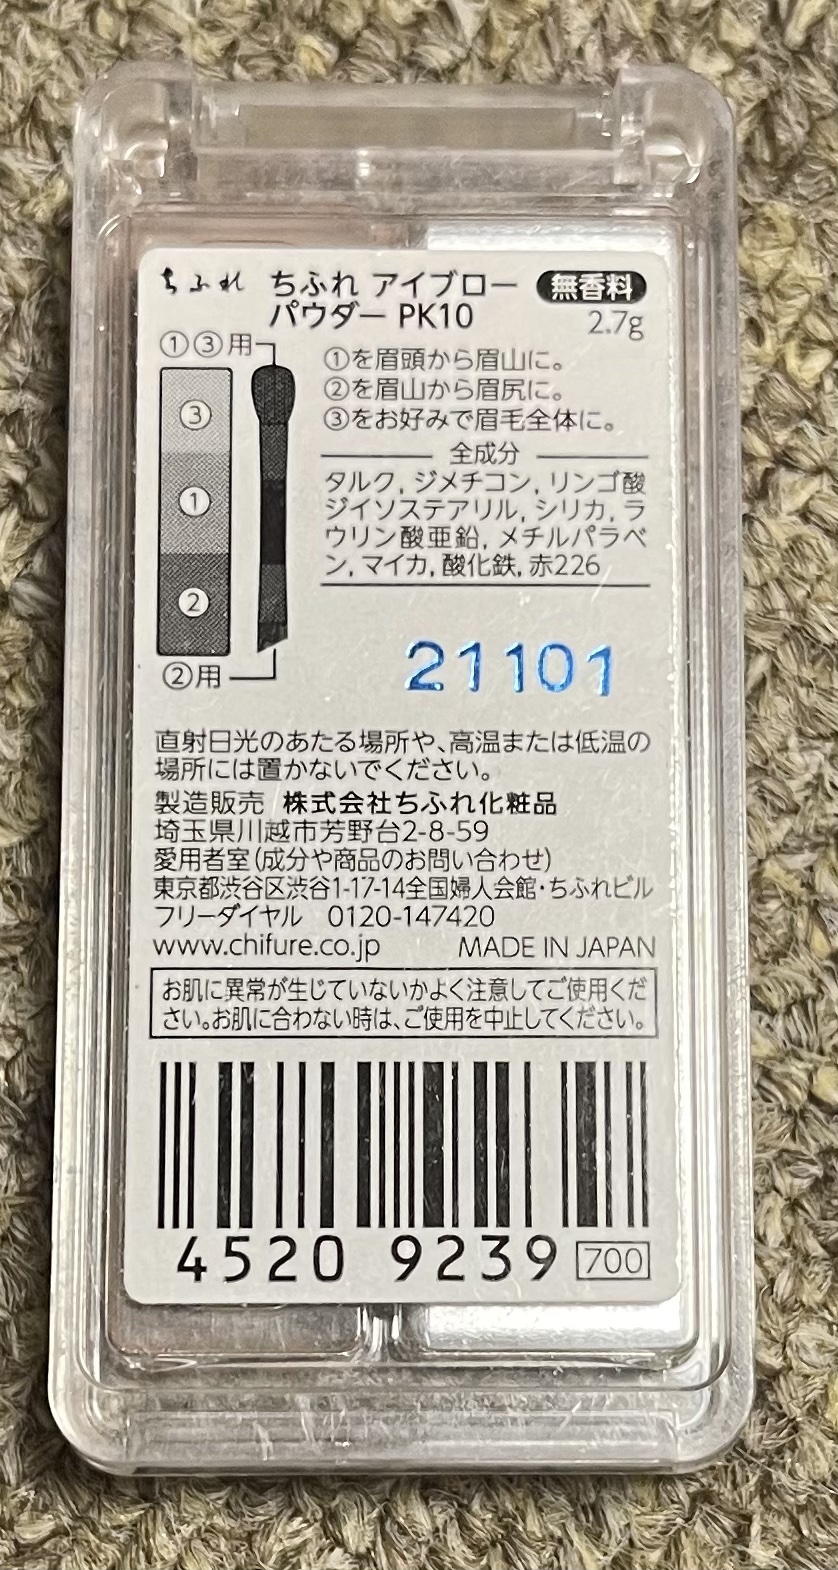 ちふれ ちふれ アイブロー 無香料
パウダー PK10
2.7g
①③用
③
①
②
②用
①を眉頭から眉山に。
②を眉山から眉尻に。
③をお好みで眉毛全体に。
全成分
タルク, ジメチコン, リンゴ酸
ジイソステアリル, シリカ, ラ
ウリン酸亜鉛, メチルパラベ
ン, マイカ, 酸化鉄, 赤226
21101
直射日光のあたる場所や、高温または低温の
場所には置かないでください。
製造販売 株式会社ちふれ化粧品
埼玉県川越市芳野台2-8-59
愛用者室(成分や商品のお問い合わせ)
東京都渋谷区渋谷1-17-14全国婦人会館・ちふれビル
フリーダイヤル 0120-147420
www.chifure.co.jp MADE IN JAPAN
お肌に異常が生じていないかよく注意してご使用くだ
さい。お肌に合わない時は、ご使用を中止してください。
4520 9239 700